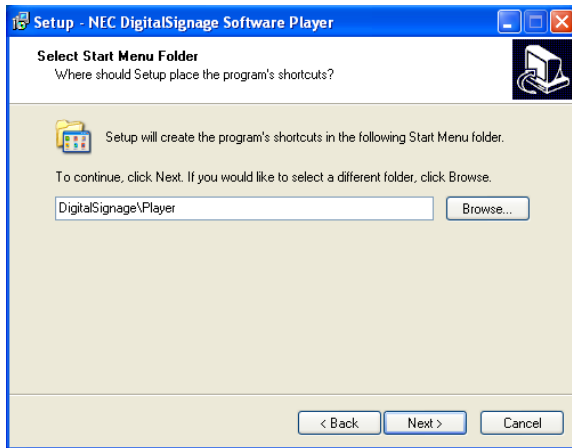 Setup - NEC DigitalSignage Software Player
Select Start Menu Folder
Where should Setup place the program's shortcuts?
Setup will create the program's shortcuts in the following Start Menu folder.
To continue, click Next. If you would like to select a different folder, click Browse.
DigitalSignage\Player
Browse...
< Back
Next >
Cancel